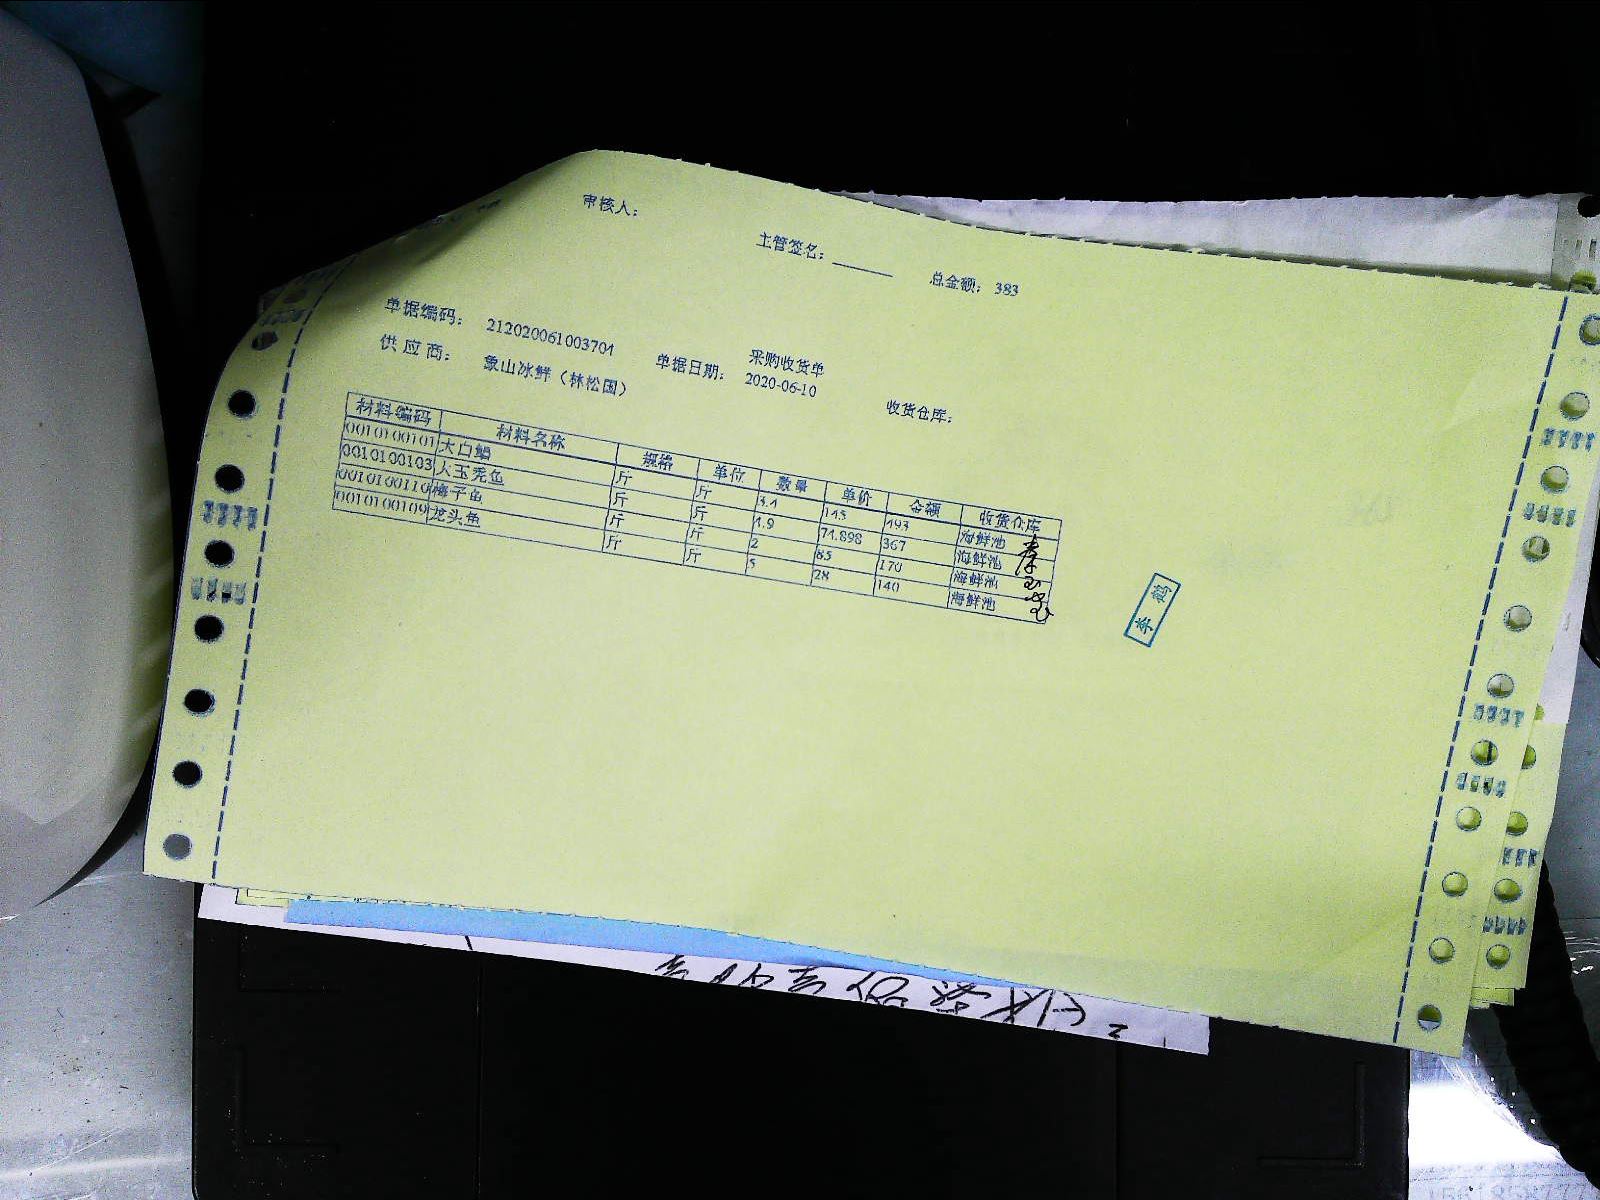 审核人：
主管签名：
总金额： 383
采购收货单
单据编码： 212020061003701
单据日期： 2020-06-10
供应商： 象山冰鲜（林松国）
收货仓库：
材料编码 材料名称 规格 单位 数量 单价 金额 收货仓库
0010100101 大白鲳 斤 斤 3.4 145 493 海鲜池
0010100103 大玉秃鱼 斤 斤 4.9 74.898 367 海鲜池
0010100110 梅子鱼 斤 斤 2 85 170 海鲜池
0010100109 龙头鱼 斤 斤 5 28 140 海鲜池
李鹤